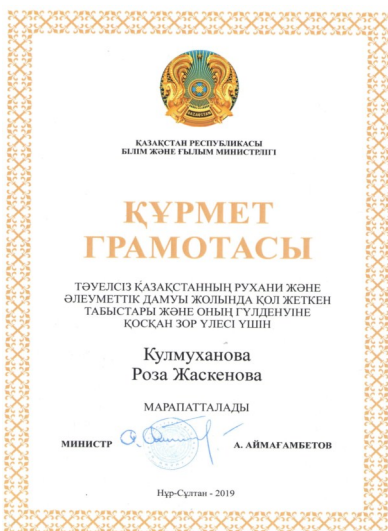 ҚАЗАҚСТАН РЕСПУБЛИКАСЫ
БІЛІМ ЖӘНЕ ҒЫЛЫМ МИНИСТРЛІГІ
ҚҰРМЕТ
ГРАМОТАСЫ
ТӘУЕЛСІЗ ҚАЗАҚСТАННЫҢ РУХАНИ ЖӘНЕ
ӘЛЕУМЕТТІК ДАМУЫ ЖОЛЫНДА ҚОЛ ЖЕТКЕН
ТАБЫСТАРЫ ЖӘНЕ ОНЫҢ ГҮЛДЕНУІНЕ
ҚОСҚАН ЗОР ҮЛЕСІ ҮШІН
Кулмуханова
Роза Жаскеновa
МАРАПАТТАЛАДЫ
МИНИСТР А. АЙМАҒАМБЕТОВ
Нұр-Сұлтан - 2019